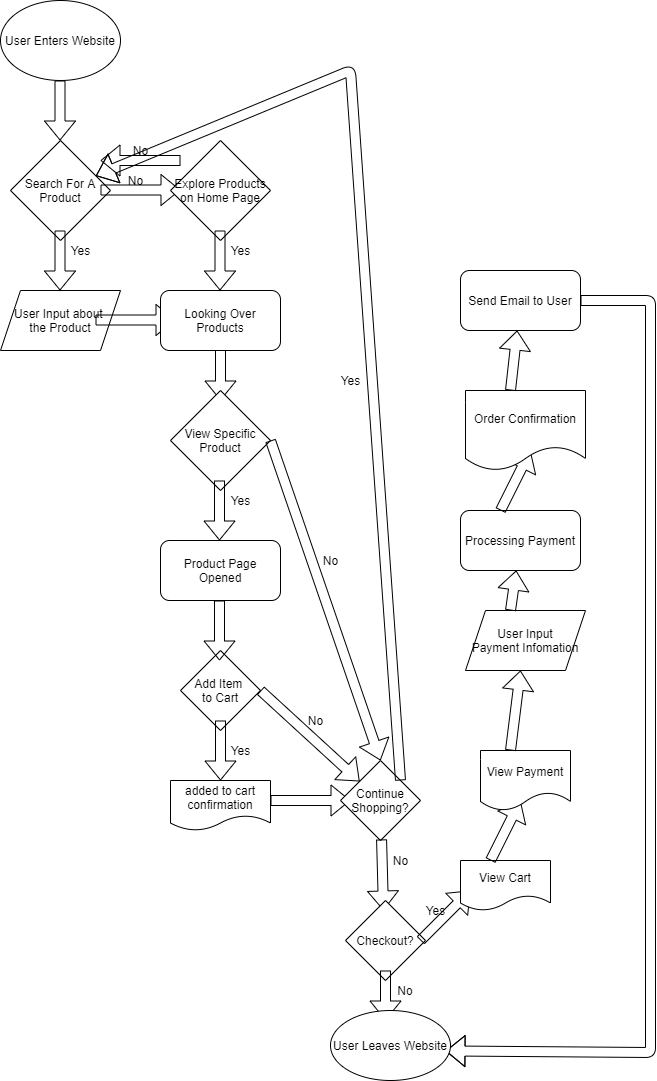 User Enters Website
No
Search For A
Product
No
Explore Products
on Home Page
Yes
Yes
User Input about
the Product
Looking Over
Products
Send Email to User
Yes
View Specific
Product
Order Confirmation
Yes
No
Processing Payment
Product Page
Opened
User Input
Payment Infomation
Add Item
to Cart
No
Yes
View Payment
added to cart
confirmation
Continue
Shopping?
No
View Cart
Yes
Checkout?
No
User Leaves Website